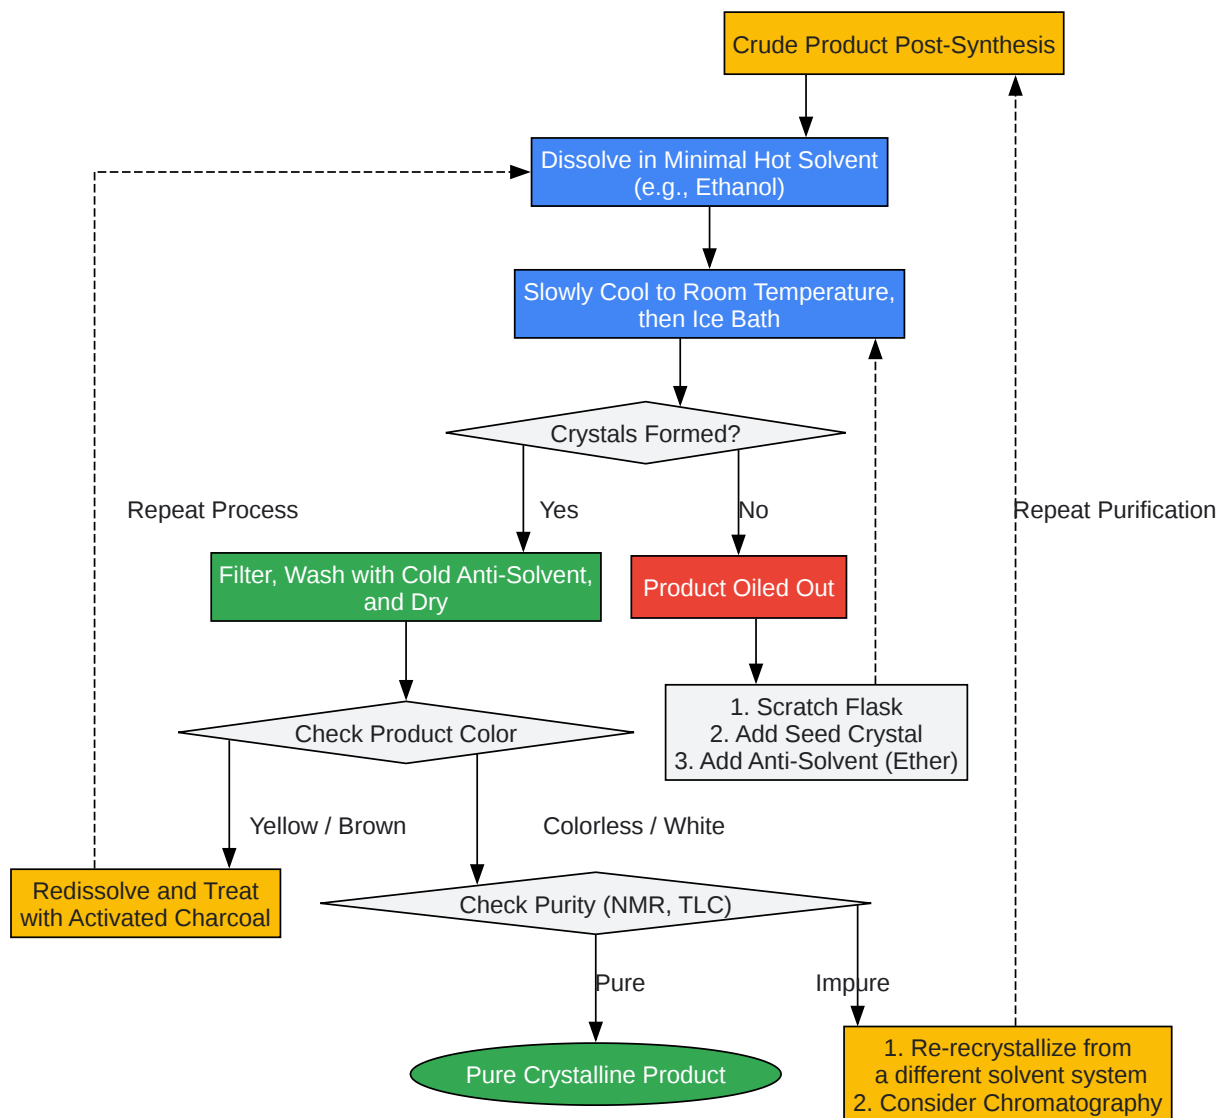 Crude Product Post-Synthesis
Dissolve in Minimal Hot Solvent
(e.g., Ethanol)
Slowly Cool to Room Temperature,
then Ice Bath
Crystals Formed?
Repeat Process
Yes
No
Repeat Purification
Filter, Wash with Cold Anti-Solvent,
and Dry
Product Oiled Out
1. Scratch Flask
2. Add Seed Crystal
3. Add Anti-Solvent (Ether)
Check Product Color
Yellow / Brown
Colorless / White
Redissolve and Treat
with Activated Charcoal
Check Purity (NMR, TLC)
Pure
Impure
Pure Crystalline Product
1. Re-recrystallize from
a different solvent system
2. Consider Chromatography